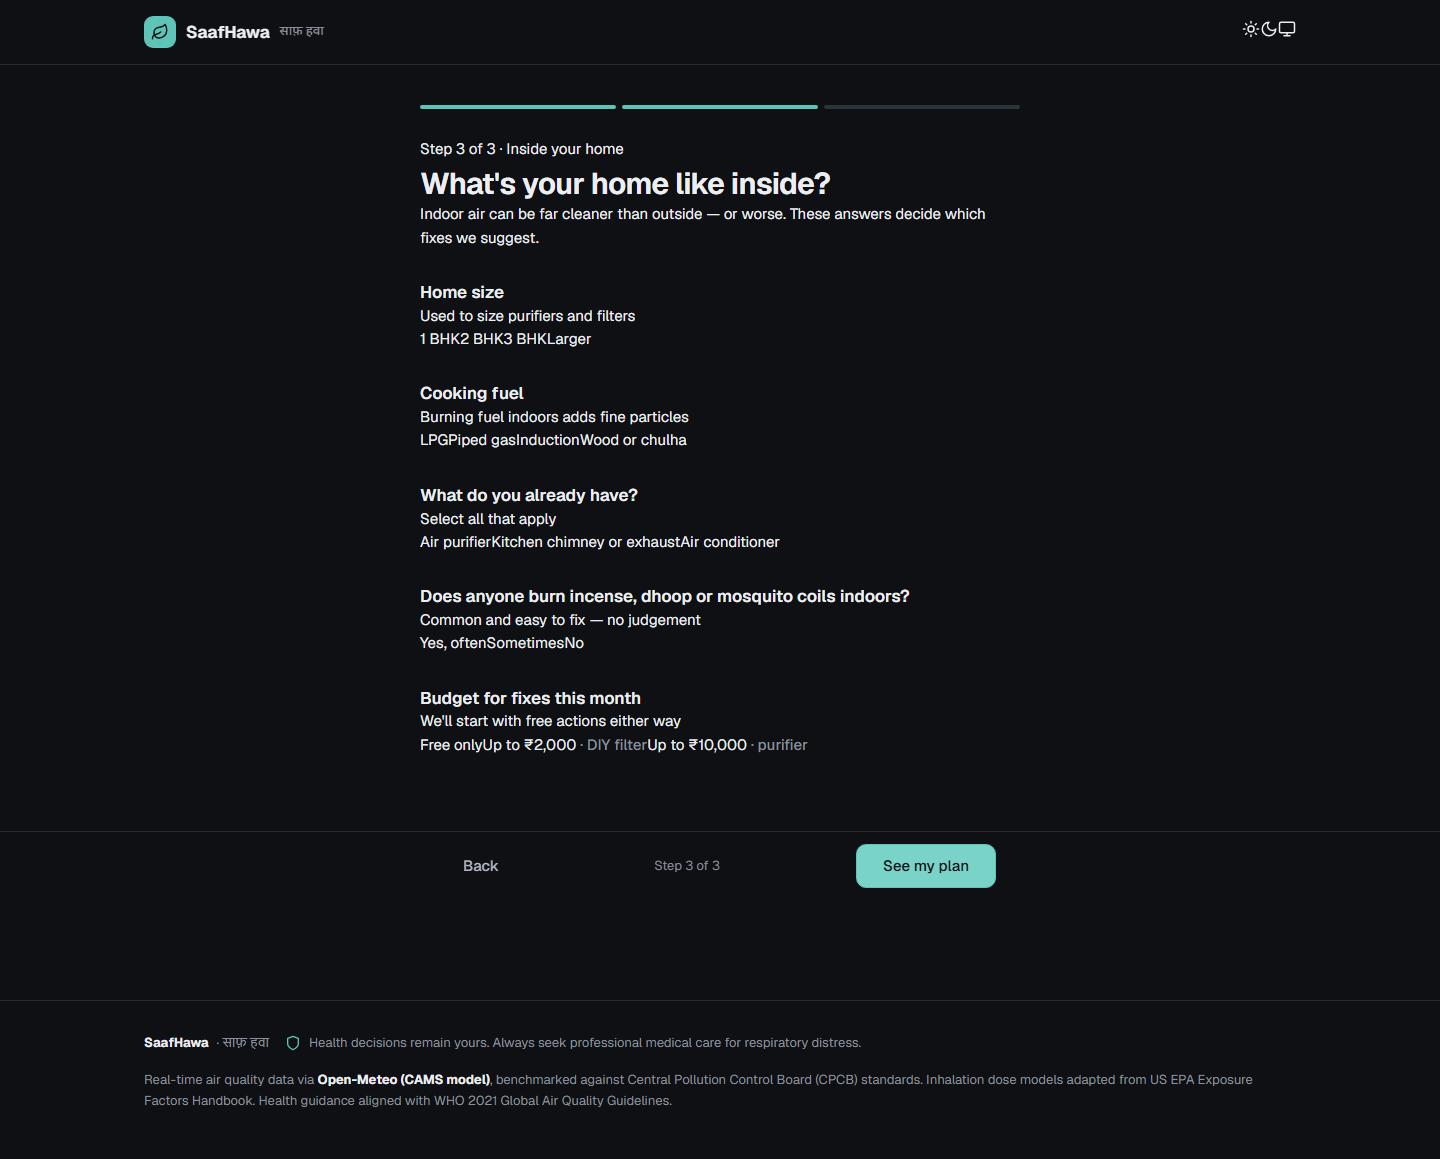 SaafHawa साफ़ हवा
Step 3 of 3 · Inside your home
What's your home like inside?
Indoor air can be far cleaner than outside — or worse. These answers decide which
fixes we suggest.
Home size
Used to size purifiers and filters
1 BHK2 BHK3 BHKLarger
Cooking fuel
Burning fuel indoors adds fine particles
LPGPiped gasInductionWood or chulha
What do you already have?
Select all that apply
Air purifierKitchen chimney or exhaustAir conditioner
Does anyone burn incense, dhoop or mosquito coils indoors?
Common and easy to fix — no judgement
Yes, oftenSometimesNo
Budget for fixes this month
We'll start with free actions either way
Free onlyUp to ₹2,000 · DIY filterUp to ₹10,000 · purifier
Back Step 3 of 3 See my plan
SaafHawa · साफ़ हवा Health decisions remain yours. Always seek professional medical care for respiratory distress.
Real-time air quality data via Open-Meteo (CAMS model), benchmarked against Central Pollution Control Board (CPCB) standards. Inhalation dose models adapted from US EPA Exposure
Factors Handbook. Health guidance aligned with WHO 2021 Global Air Quality Guidelines.